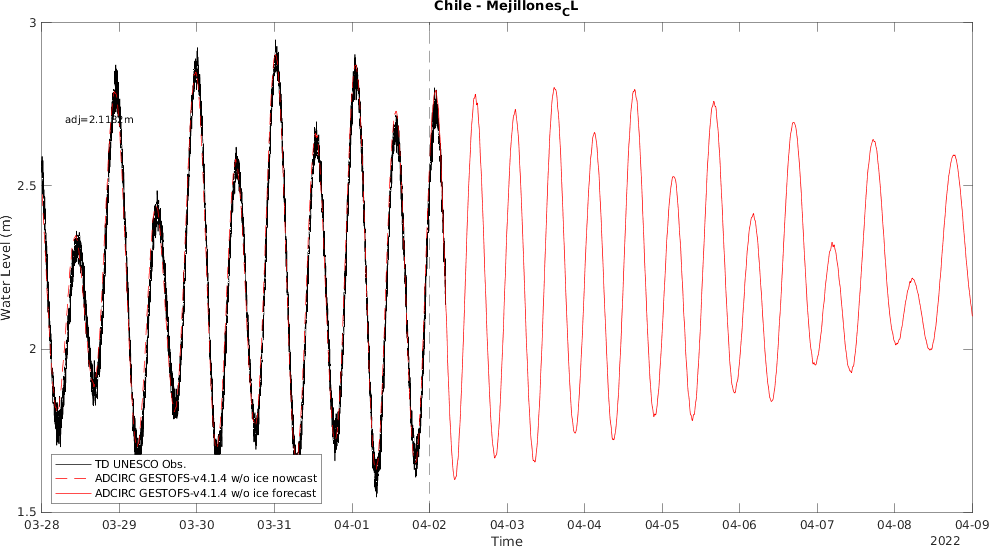 Chile - Mejillones_CL
3
2.5
2
1.5
Water Level (m)
adj=2.1132m
TD UNESCO Obs.
ADCIRC GESTOFS-v4.1.4 w/o ice nowcast
ADCIRC GESTOFS-v4.1.4 w/o ice forecast
03-28 03-29 03-30 03-31 04-01 04-02 04-03 04-04 04-05 04-06 04-07 04-08 04-09
Time
2022